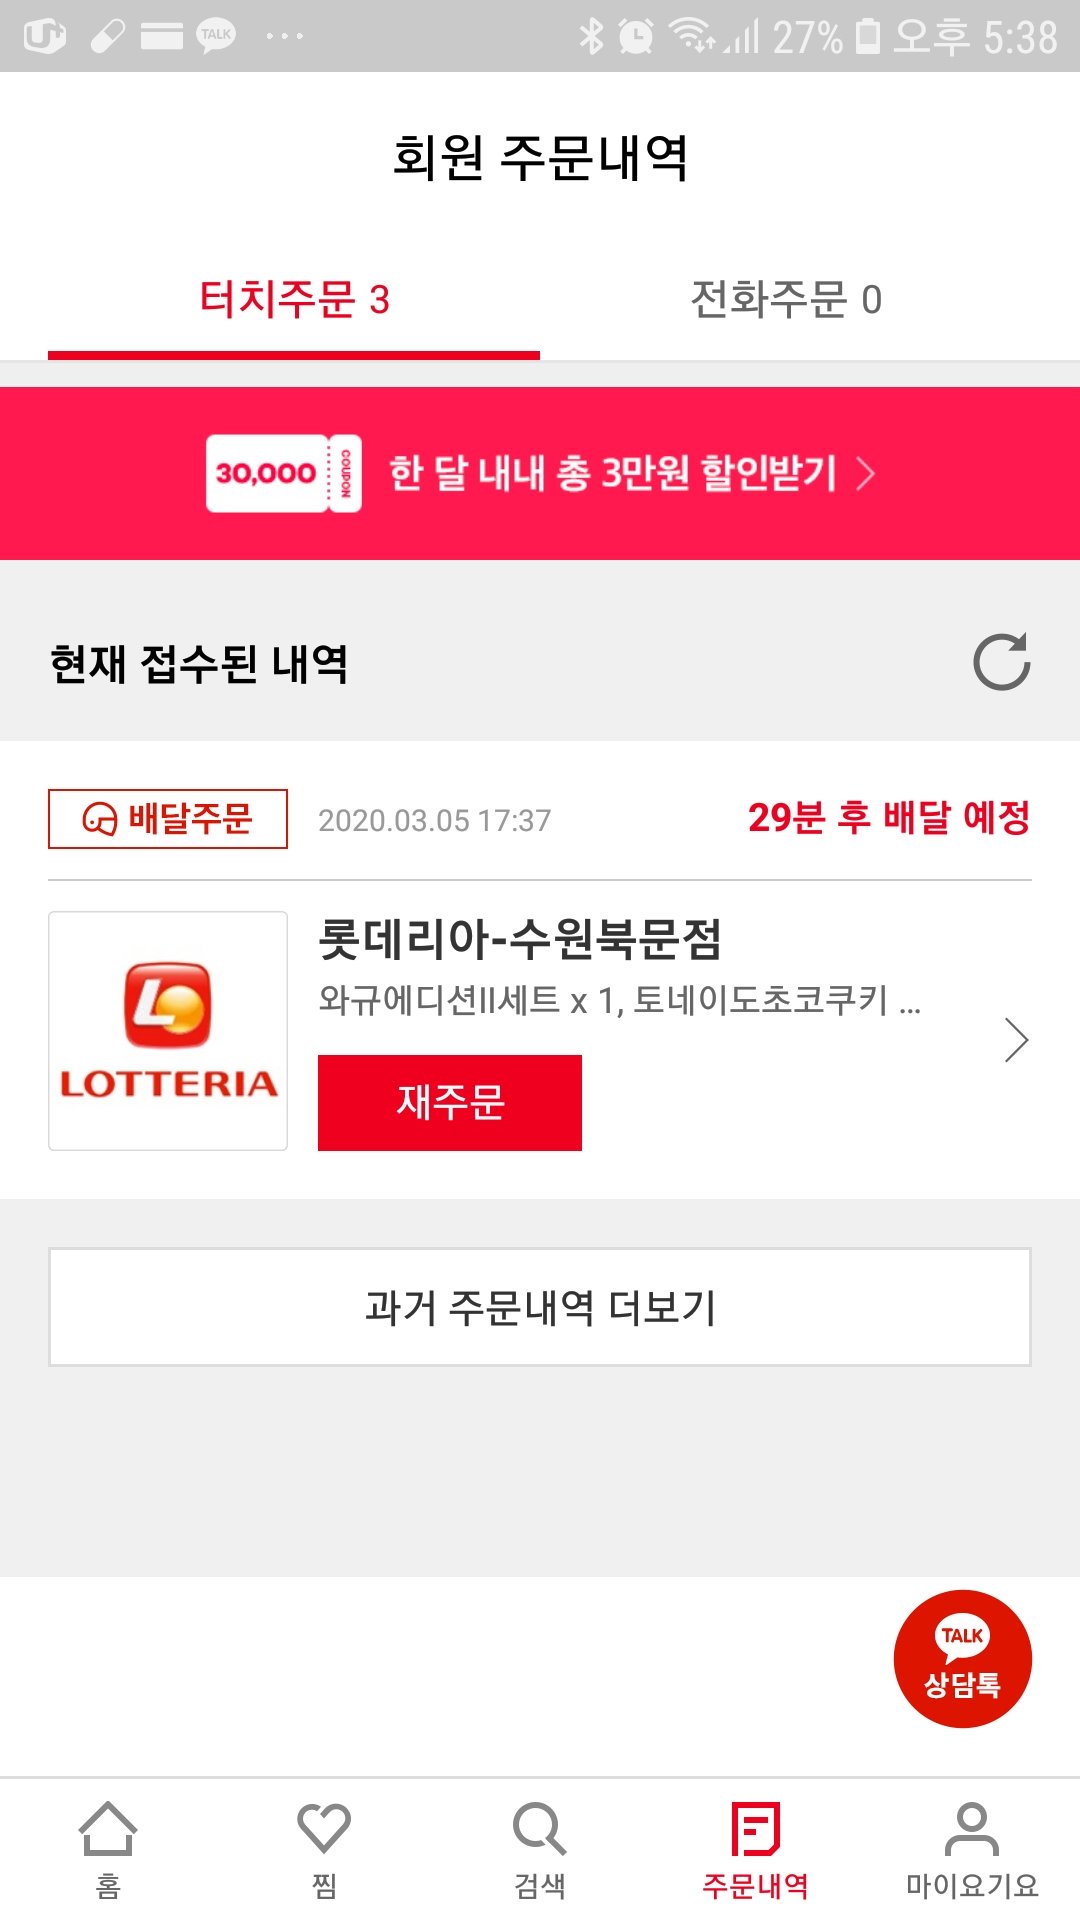 U+ TALK ... 27% 오후 5:38
회원 주문내역
터치주문 3 전화주문 0
30,000 COUPON 한 달 내내 총 3만원 할인받기
현재 접수된 내역
배달주문 2020.03.05 17:37 29분 후 배달 예정
롯데리아-수원북문점
와규에디션II세트 x 1, 토네이도초코쿠키 ...
LOTTERIA
재주문
과거 주문내역 더보기
TALK
상담톡
홈 찜 검색 주문내역 마이요기요